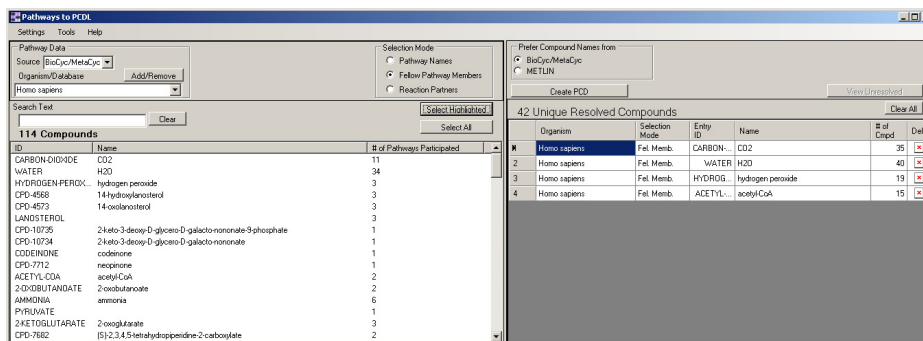 Pathways to PCDL
Settings Tools Help
Pathway Data
Source BioCyc/MetaCyc
Organism/Database Add/Remove
Homo sapiens
Selection Mode
Pathway Names
Fellow Pathway Members
Reaction Partners
Search Text
Clear
Select Highlighted
Select All
114 Compounds
ID Name # of Pathways Participated
CARBON-DIOXIDE CO2 11
WATER H2O 34
HYDROGEN-PEROX... hydrogen peroxide 3
CPD-4568 14-hydroxylanosterol 3
CPD-4573 14-oxolanosterol 3
LANOSTEROL 3
CPD-10735 2-keto-3-deoxy-D-glycero-D-galacto-nononate-9-phosphate 1
CPD-10734 2-keto-3-deoxy-D-glycero-D-galacto-nononate 1
CODEINONE codeinone 1
CPD-7712 neopinone 1
ACETYL-COA acetyl-CoA 2
2-OXOBUTANOATE 2-oxobutanoate 2
AMMONIA ammonia 6
PYRUVATE 1
2-KETOGLUTARATE 2-oxoglutarate 3
CPD-7682 (S)-2,3,4,5-tetrahydropiperidine-2-carboxylate 2
Prefer Compound Names from
BioCyc/MetaCyc
METLIN
Create PCD View Unresolved
42 Unique Resolved Compounds Clear All
Organism Selection Mode Entry ID Name # of Cmpd Del
Homo sapiens Fel. Memb. CARBON-... CO2 35
2 Homo sapiens Fel. Memb. WATER H2O 40
3 Homo sapiens Fel. Memb. HYDROG... hydrogen peroxide 19
4 Homo sapiens Fel. Memb. ACETYL-... acetyl-CoA 15